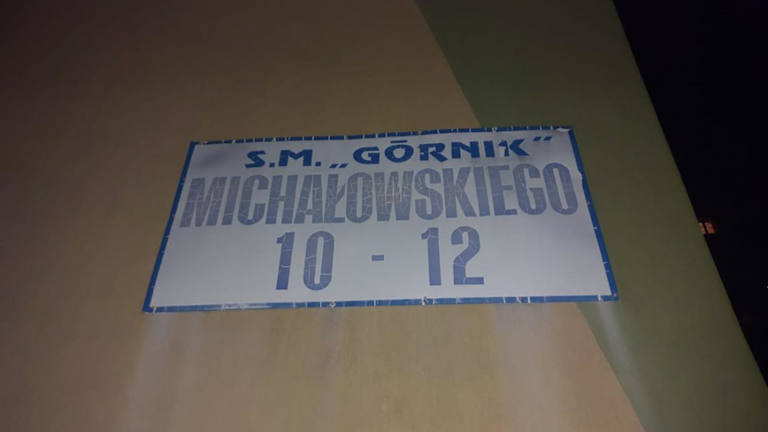 S.M. „GÓRNIK”
MICHAŁOWSKIEGO
10 - 12